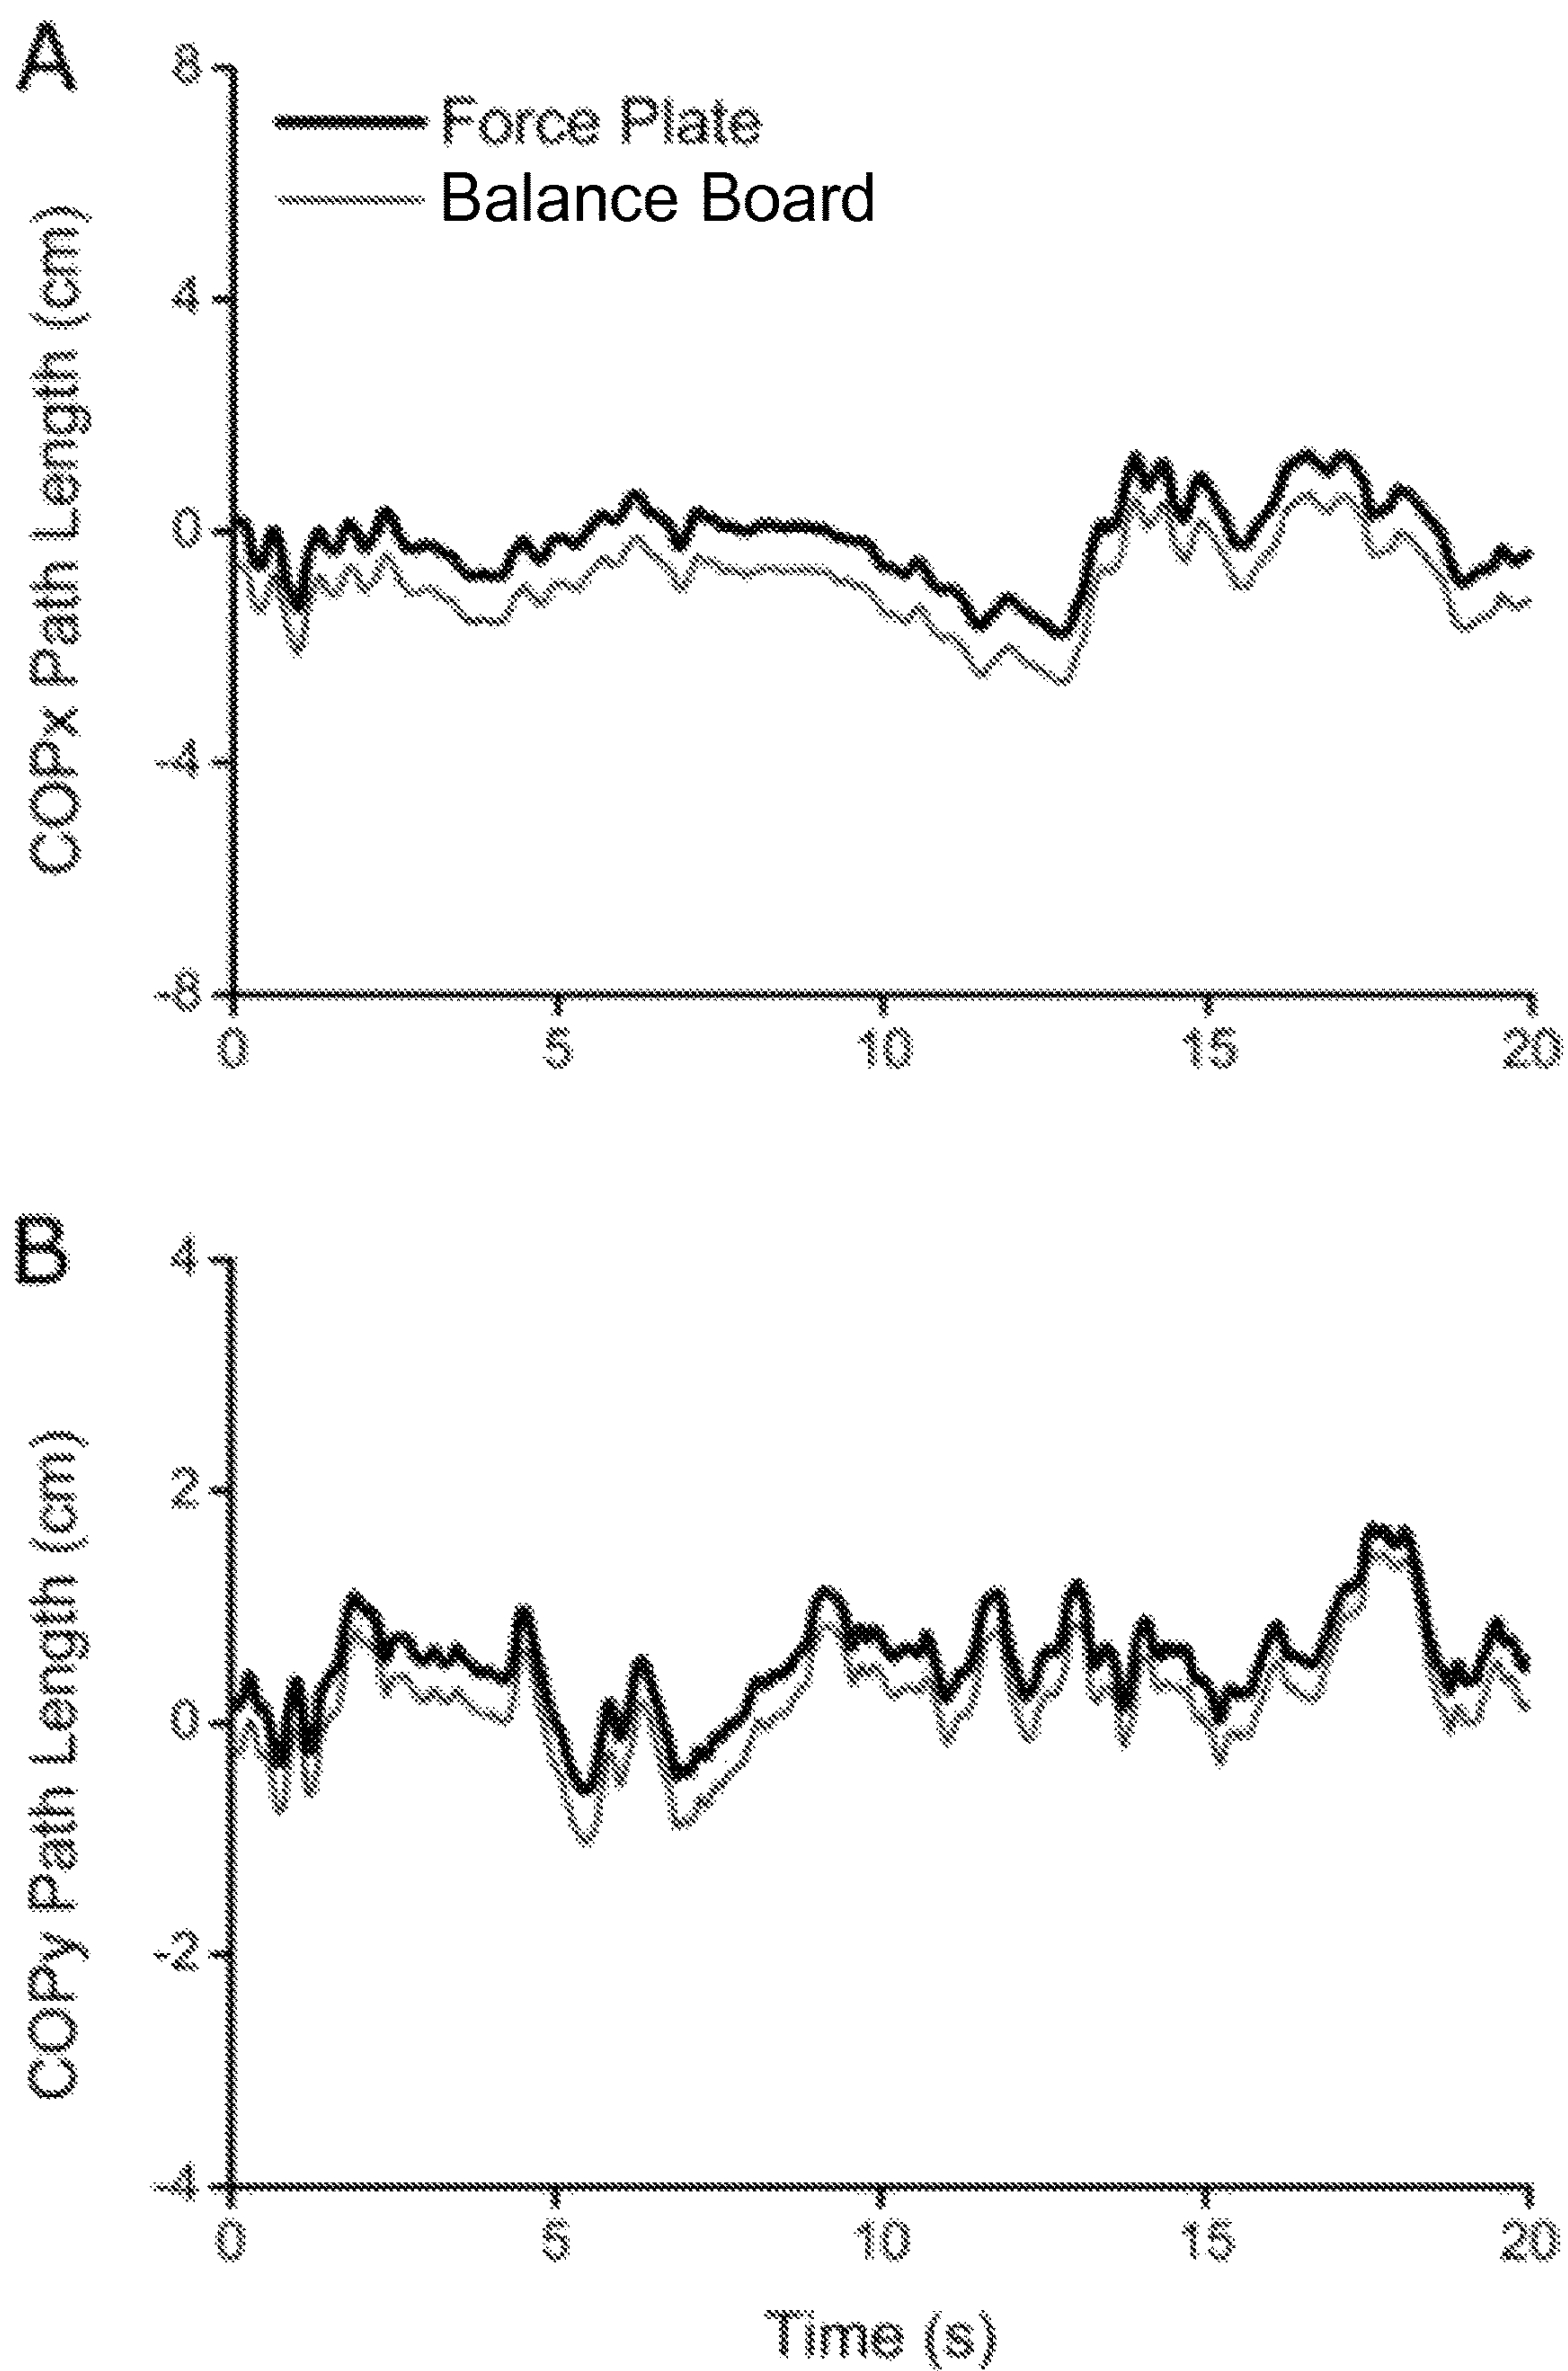 A
8
Force Plate
Balance Board
4
0
-4
-8
COPx Path Length (cm)
0 5 10 15 20
B
4
2
0
-2
-4
COPy Path Length (cm)
0 5 10 15 20
Time (s)